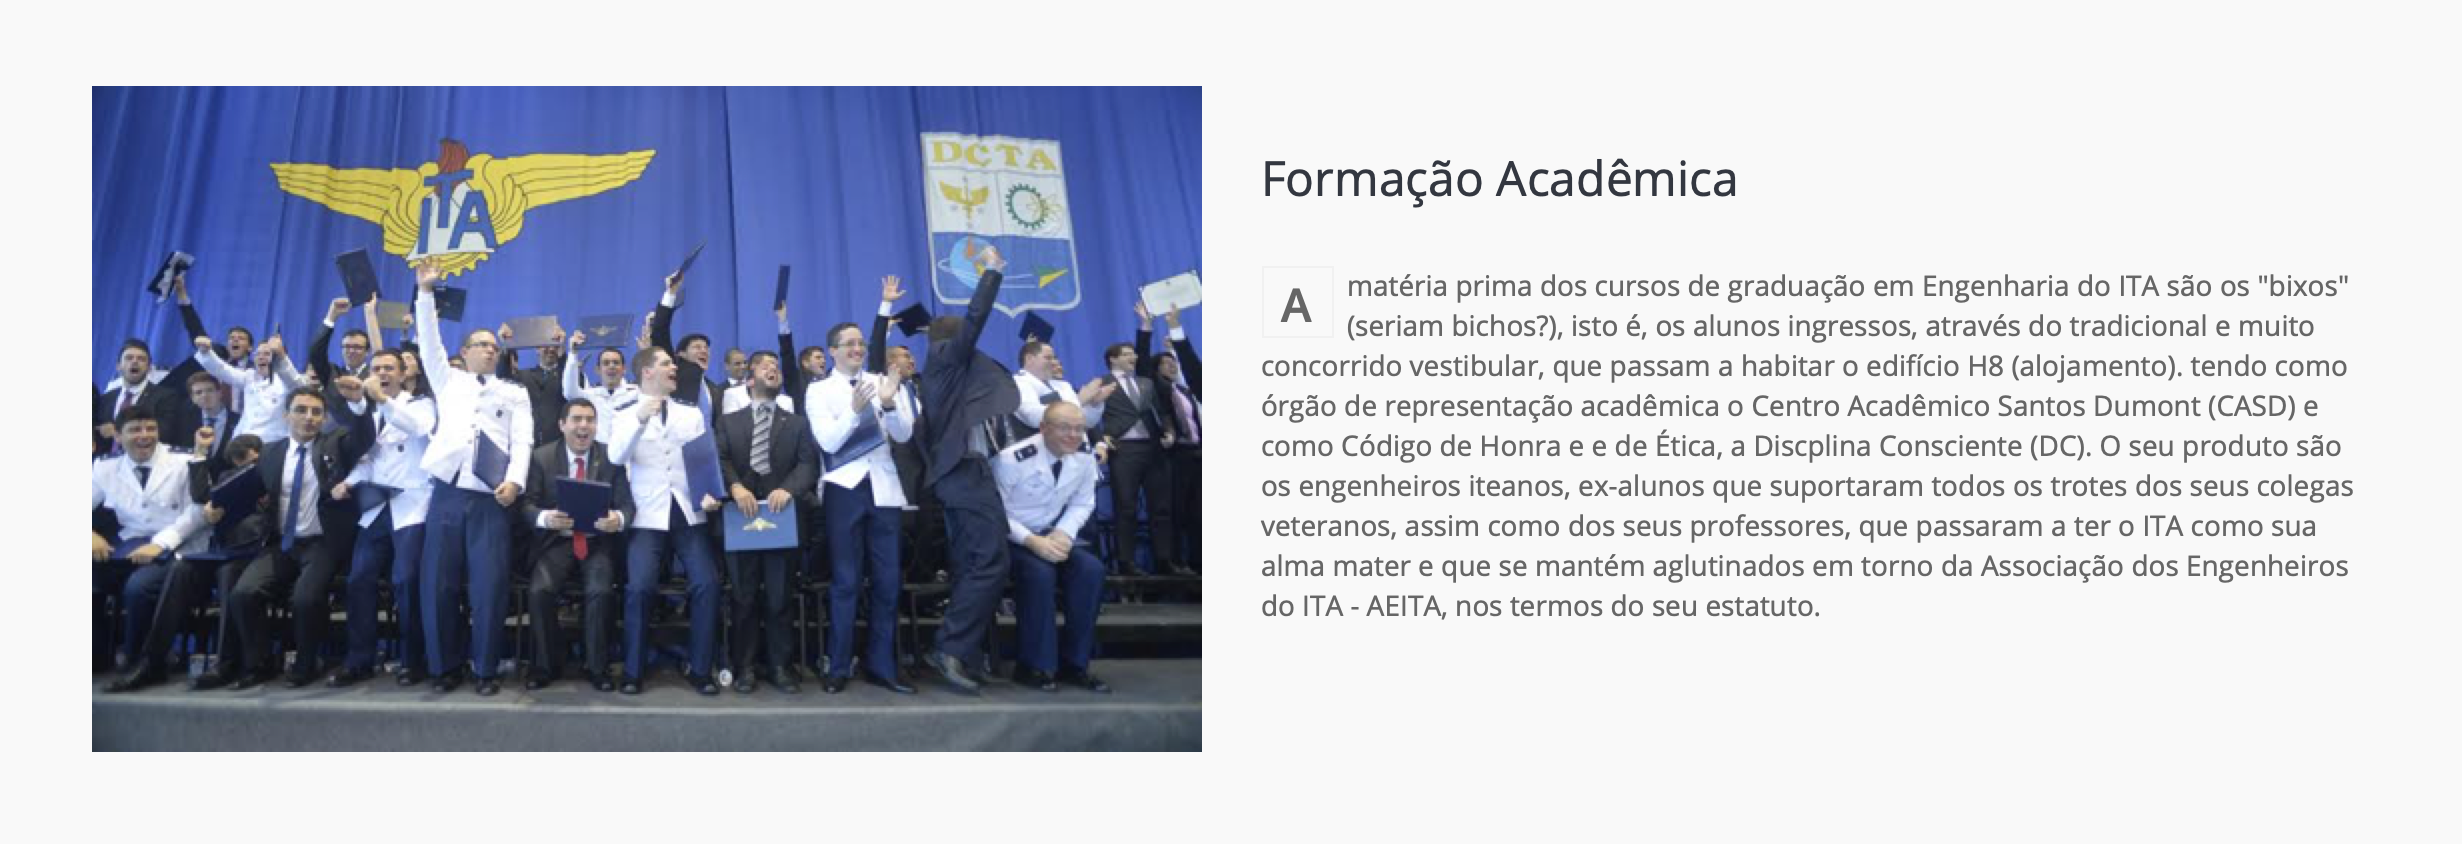 ITA
DCTA
Formação Acadêmica
A matéria prima dos cursos de graduação em Engenharia do ITA são os "bixos"
(seriam bichos?), isto é, os alunos ingressos, através do tradicional e muito
concorrido vestibular, que passam a habitar o edifício H8 (alojamento). tendo como
órgão de representação acadêmica o Centro Acadêmico Santos Dumont (CASD) e
como Código de Honra e e de Ética, a Discplina Consciente (DC). O seu produto são
os engenheiros iteanos, ex-alunos que suportaram todos os trotes dos seus colegas
veteranos, assim como dos seus professores, que passaram a ter o ITA como sua
alma mater e que se mantém aglutinados em torno da Associação dos Engenheiros
do ITA - AEITA, nos termos do seu estatuto.